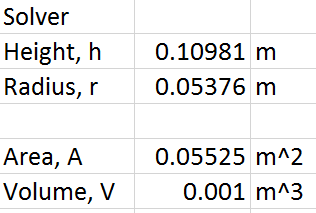 Solver
Height, h 0.10981 m
Radius, r 0.05376 m
Area, A 0.05525 m^2
Volume, V 0.001 m^3